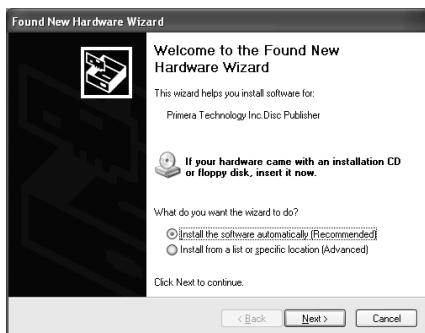 Found New Hardware Wizard
Welcome to the Found New
Hardware Wizard
This wizard helps you install software for:
Primera Technology Inc.Disc Publisher
If your hardware came with an installation CD
or floppy disk, insert it now.
What do you want the wizard to do?
Install the software automatically (Recommended)
Install from a list or specific location (Advanced)
Click Next to continue.
< Back Next > Cancel